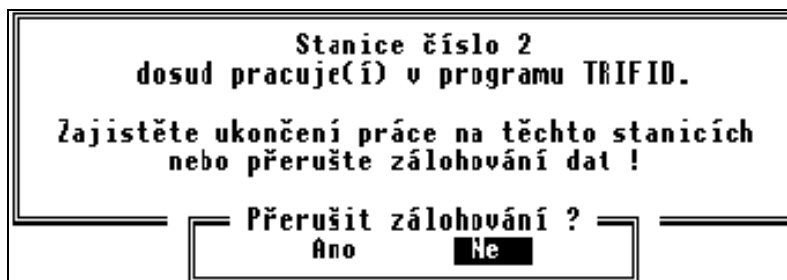 Stanice číslo 2
dosud pracuje(í) v programu TRIFID.
Zajistěte ukončení práce na těchto stanicích
nebo přerušte zálohování dat !
Přerušit zálohování ?
Ano Ne